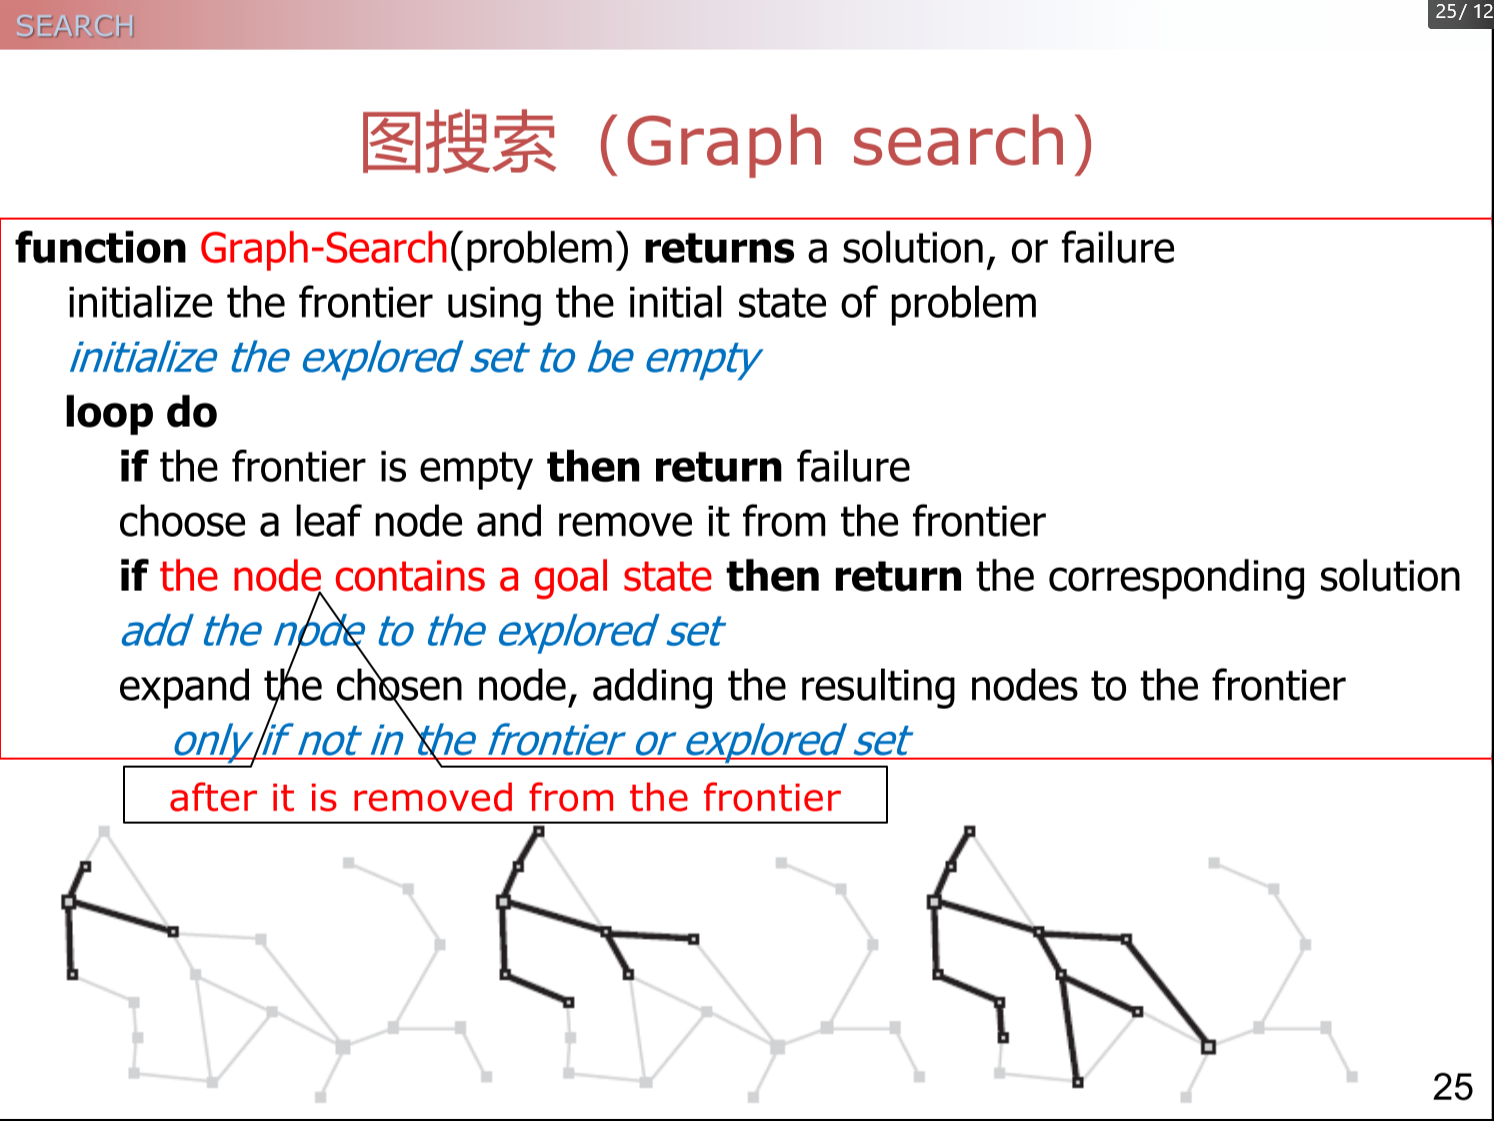 SEARCH
25/ 12
图搜索（Graph search）
function Graph-Search(problem) returns a solution, or failure
initialize the frontier using the initial state of problem
initialize the explored set to be empty
loop do
if the frontier is empty then return failure
choose a leaf node and remove it from the frontier
if the node contains a goal state then return the corresponding solution
add the node to the explored set
expand the chosen node, adding the resulting nodes to the frontier
only if not in the frontier or explored set
after it is removed from the frontier
25